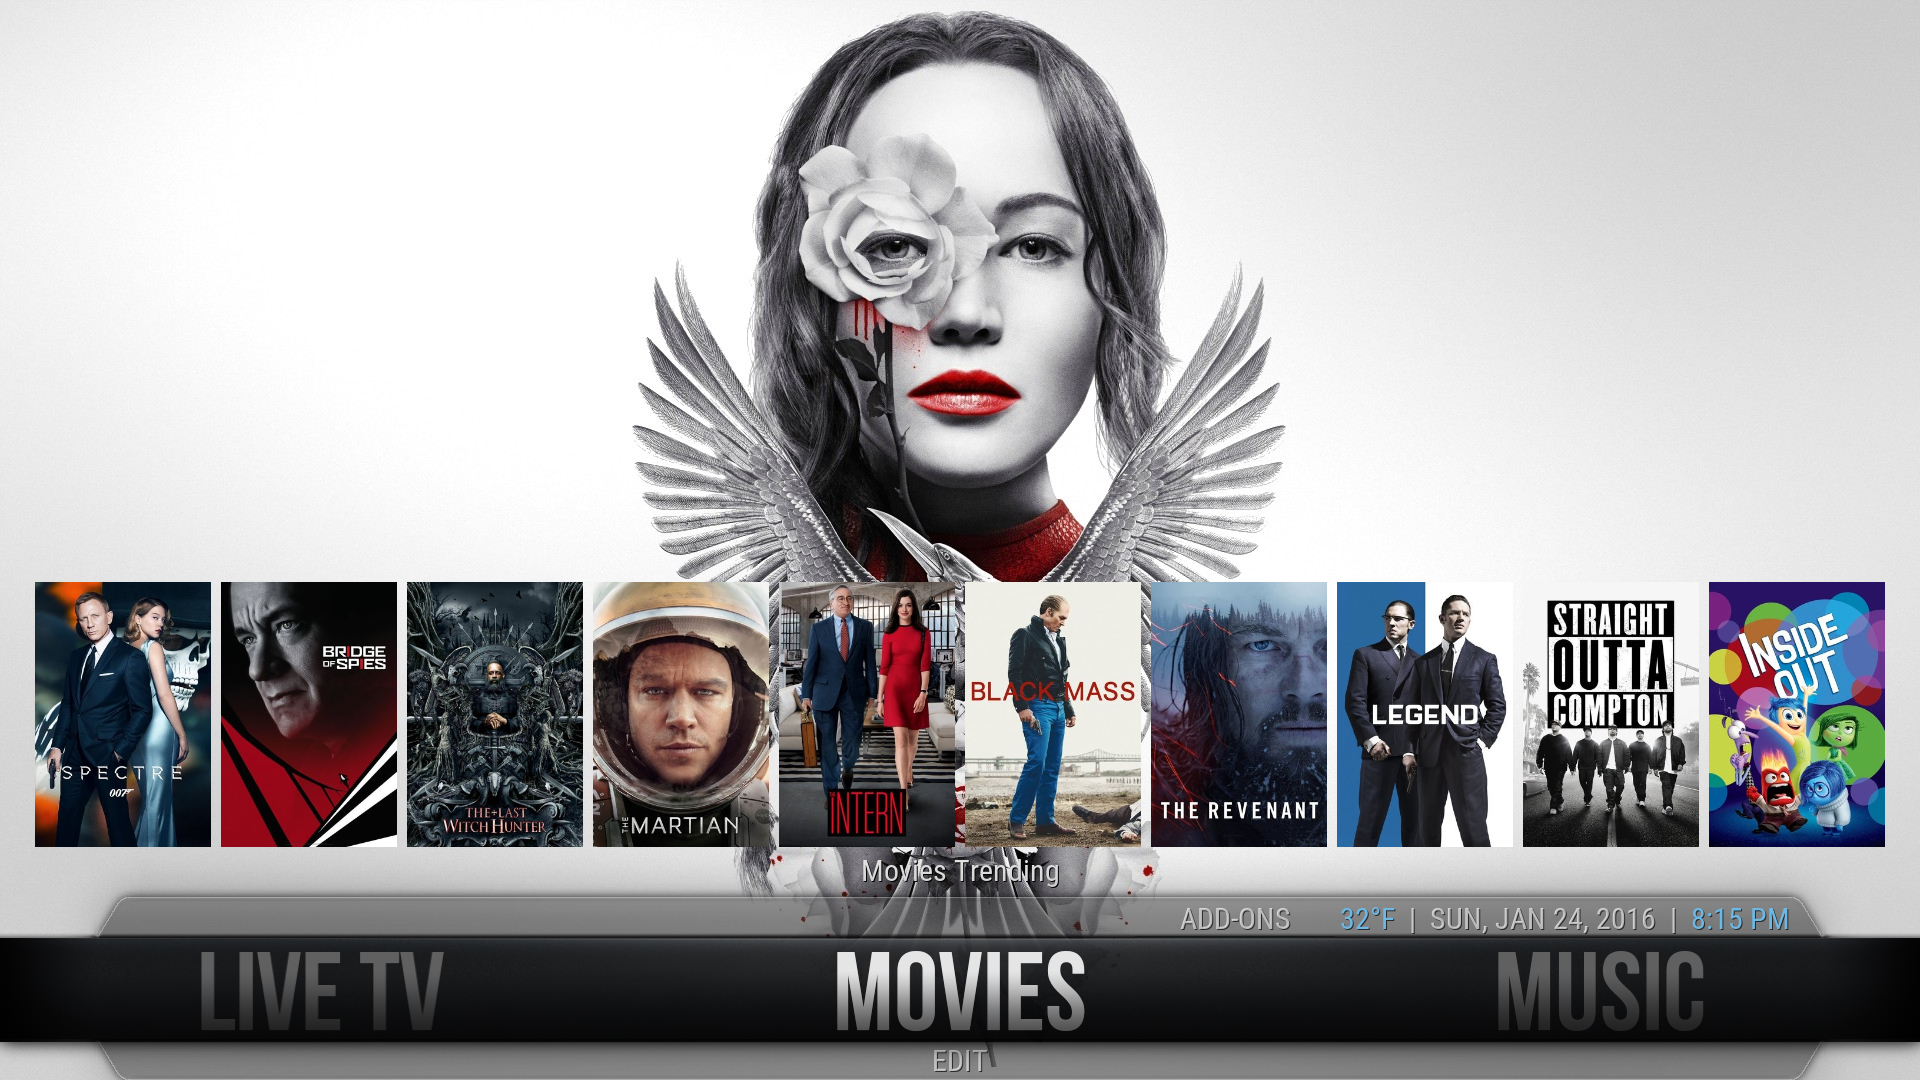 SPECTRE
007
BRIDGE
OF SPIES
THE LAST
WITCH HUNTER
THE MARTIAN
THE INTERN
BLACK MASS
THE REVENANT
LEGEND
STRAIGHT
OUTTA
COMPTON
INSIDE
OUT
Movies Trending
ADD-ONS 32°F | SUN, JAN 24, 2016 | 8:15 PM
LIVE TV MOVIES MUSIC
EDIT